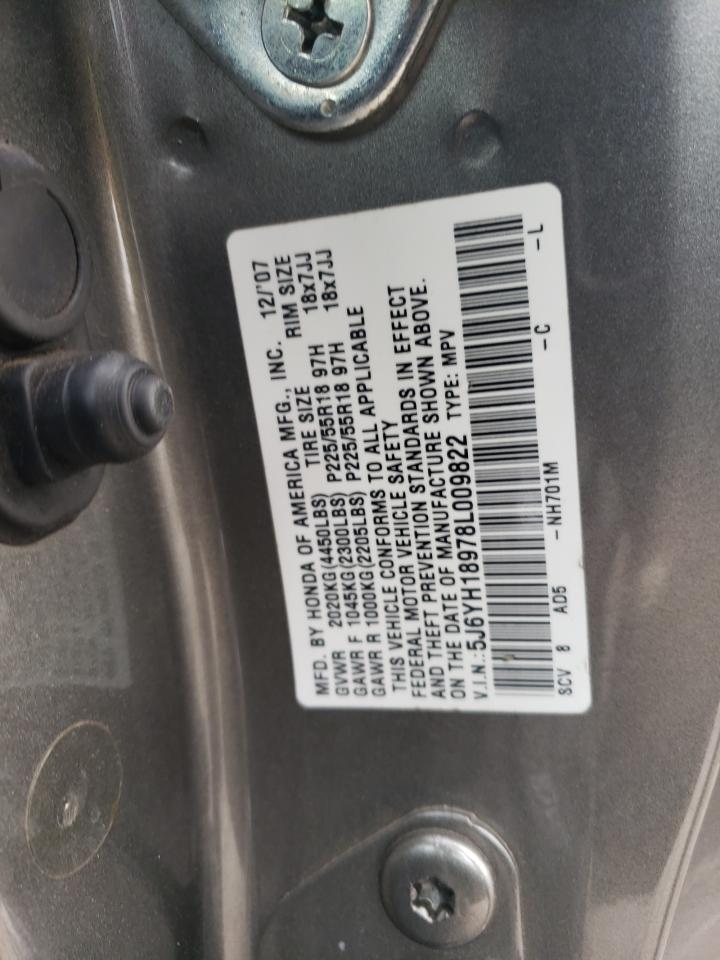 MFD. BY HONDA OF AMERICA MFG., INC. 12/'07
GVWR 2020KG(4450LBS) TIRE SIZE RIM SIZE
GAWR F 1045KG(2300LBS) P225/55R18 97H 18x7JJ
GAWR R 1000KG(2205LBS) P225/55R18 97H 18x7JJ
THIS VEHICLE CONFORMS TO ALL APPLICABLE
FEDERAL MOTOR VEHICLE SAFETY
AND THEFT PREVENTION STANDARDS IN EFFECT
ON THE DATE OF MANUFACTURE SHOWN ABOVE.
V.I.N.:5J6YH18978L009822 TYPE: MPV
SCV 8 AD5 -NH701M -C -L